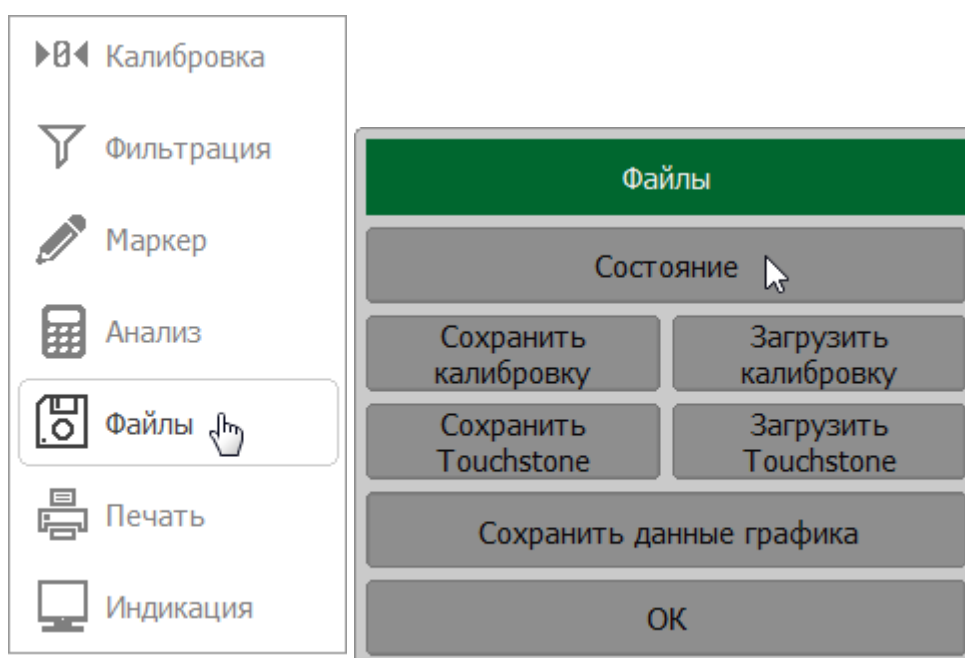 Калибровка
Фильтрация
Маркер
Анализ
Файлы
Печать
Индикация
Файлы
Состояние
Сохранить
калибровку
Загрузить
калибровку
Сохранить
Touchstone
Загрузить
Touchstone
Сохранить данные графика
ОК